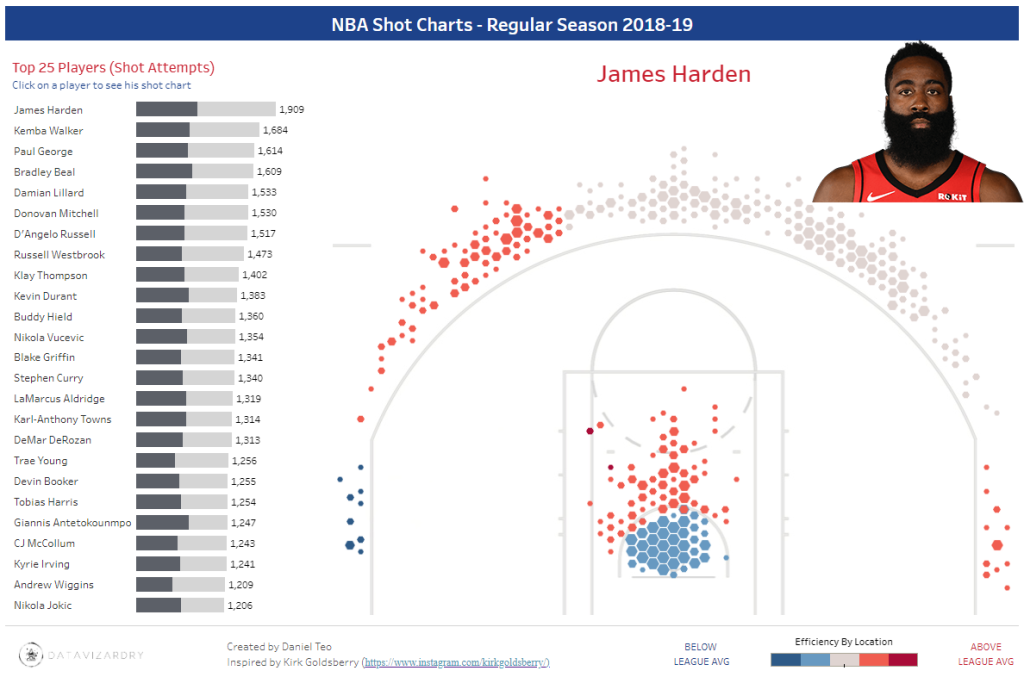 NBA Shot Charts - Regular Season 2018-19
Top 25 Players (Shot Attempts)
Click on a player to see his shot chart
James Harden
James Harden 1,909
Kemba Walker 1,684
Paul George 1,614
Bradley Beal 1,609
Damian Lillard 1,533
Donovan Mitchell 1,530
D'Angelo Russell 1,517
Russell Westbrook 1,473
Klay Thompson 1,402
Kevin Durant 1,383
Buddy Hield 1,360
Nikola Vucevic 1,354
Blake Griffin 1,341
Stephen Curry 1,340
LaMarcus Aldridge 1,319
Karl-Anthony Towns 1,314
DeMar DeRozan 1,313
Trae Young 1,256
Devin Booker 1,255
Tobias Harris 1,254
Giannis Antetokounmpo 1,247
CJ McCollum 1,243
Kyrie Irving 1,241
Andrew Wiggins 1,209
Nikola Jokic 1,206
ROKiT
DATAVIZARDRY
Created by Daniel Teo
Inspired by Kirk Goldsberry (https://www.instagram.com/kirkgoldsberry/)
BELOW
LEAGUE AVG
Efficiency By Location
ABOVE
LEAGUE AVG